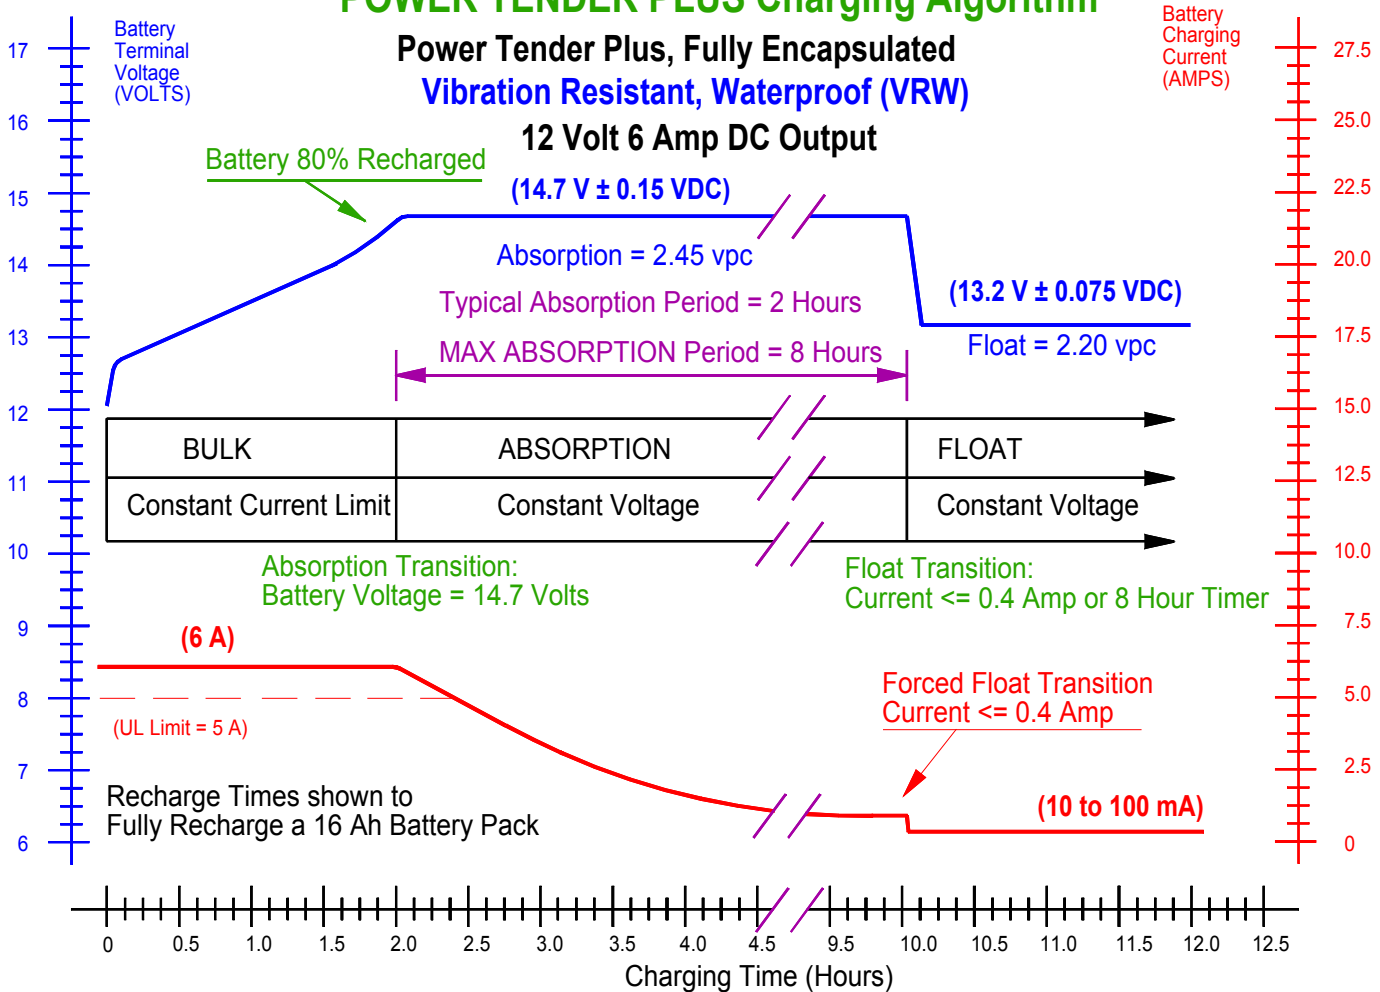 POWER TENDER PLUS Charging Algorithm
Power Tender Plus, Fully Encapsulated
Vibration Resistant, Waterproof (VRW)
12 Volt 6 Amp DC Output
Battery
Terminal
Voltage
(VOLTS)
Battery
Charging
Current
(AMPS)
17
16
15
14
13
12
11
10
9
8
7
6
27.5
25.0
22.5
20.0
17.5
15.0
12.5
10.0
7.5
5.0
2.5
0
Battery 80% Recharged
(14.7 V ± 0.15 VDC)
Absorption = 2.45 vpc
Typical Absorption Period = 2 Hours
MAX ABSORPTION Period = 8 Hours
(13.2 V ± 0.075 VDC)
Float = 2.20 vpc
BULK
ABSORPTION
FLOAT
Constant Current Limit
Constant Voltage
Constant Voltage
Absorption Transition:
Battery Voltage = 14.7 Volts
Float Transition:
Current <= 0.4 Amp or 8 Hour Timer
(6 A)
(UL Limit = 5 A)
Forced Float Transition
Current <= 0.4 Amp
(10 to 100 mA)
Recharge Times shown to
Fully Recharge a 16 Ah Battery Pack
0 0.5 1.0 1.5 2.0 2.5 3.0 3.5 4.0 4.5 9.5 10.0 10.5 11.0 11.5 12.0 12.5
Charging Time (Hours)